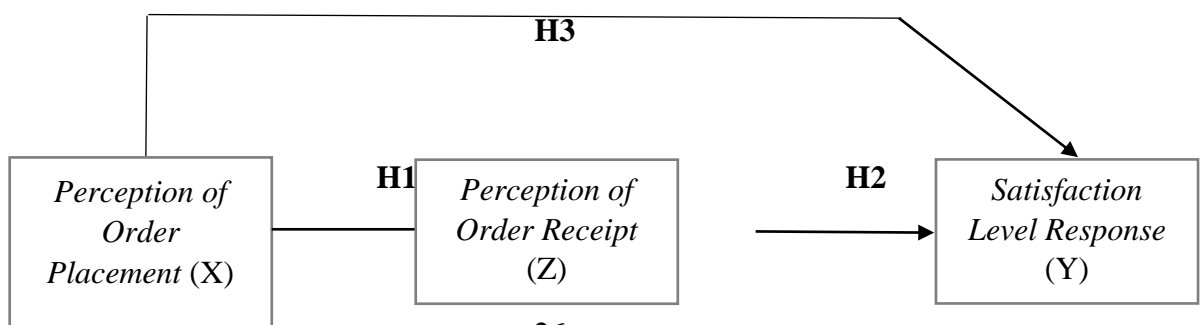 H3
H1
H2
Perception of
Order
Placement (X)
Perception of
Order Receipt
(Z)
Satisfaction
Level Response
(Y)